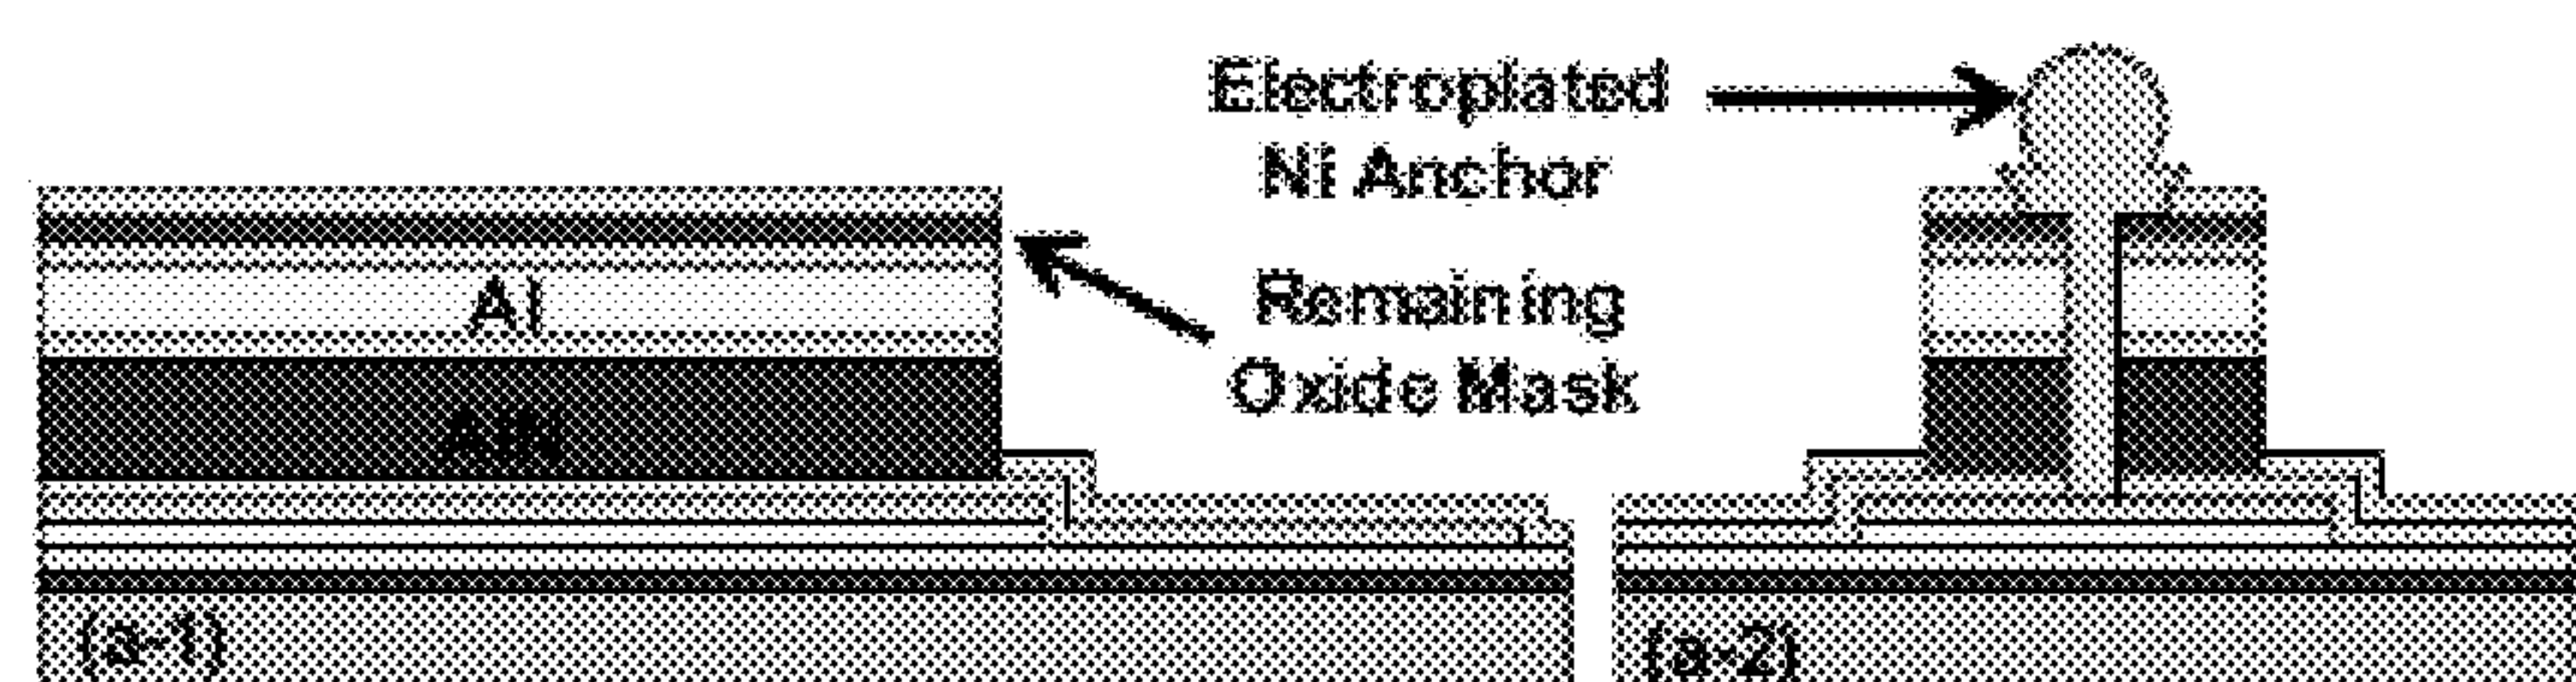 Electroplated
Ni Anchor
Remaining
Oxide Mask
Al
AlN
(a-1)
(a-2)